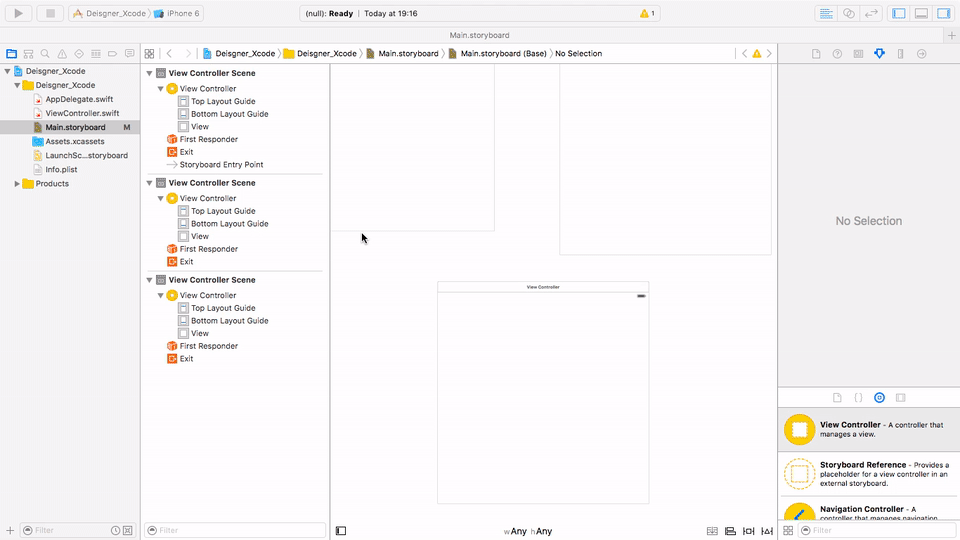 Deisgner_Xcode
iPhone 6
(null): Ready | Today at 19:16
1
Main.storyboard
Deisgner_Xcode
Deisgner_Xcode
Main.storyboard
Main.storyboard (Base)
No Selection
Deisgner_Xcode
Deisgner_Xcode
AppDelegate.swift
ViewController.swift
Main.storyboard M
Assets.xcassets
LaunchSc...storyboard
Info.plist
Products
Filter
View Controller Scene
View Controller
Top Layout Guide
Bottom Layout Guide
View
First Responder
Exit
Storyboard Entry Point
View Controller Scene
View Controller
Top Layout Guide
Bottom Layout Guide
View
First Responder
Exit
View Controller Scene
View Controller
Top Layout Guide
Bottom Layout Guide
View
First Responder
Exit
Filter
View Controller
wAny hAny
No Selection
View Controller - A controller that
manages a view.
Storyboard Reference - Provides a
placeholder for a view controller in an
external storyboard.
Navigation Controller - A
controller that manages navigation
Filter